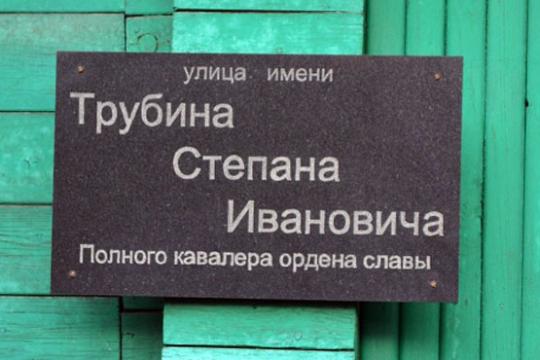 улица имени
Трубина
Степана
Ивановича
Полного кавалера ордена славы